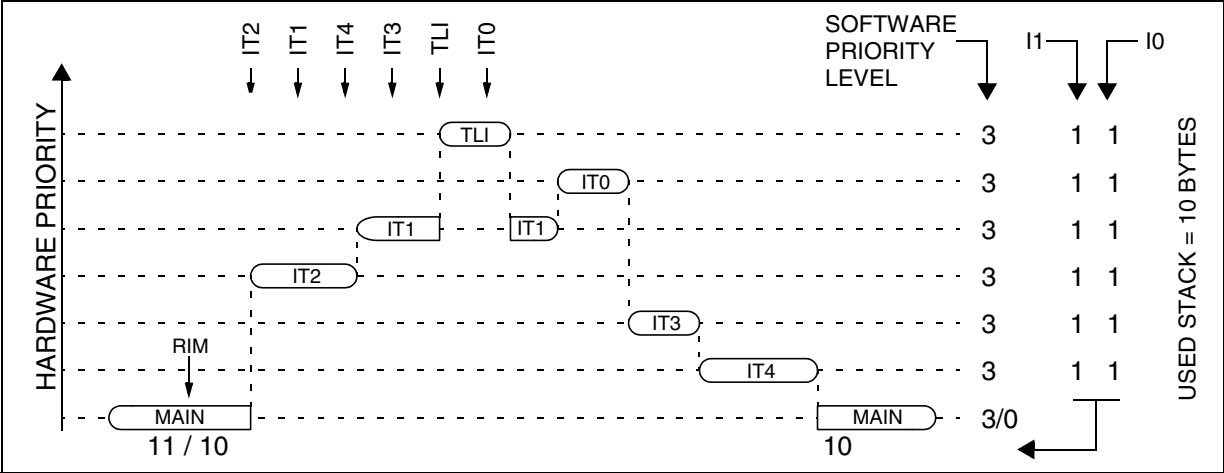 IT2
IT1
IT4
IT3
TLI
IT0
SOFTWARE
PRIORITY
LEVEL
I1
I0
HARDWARE PRIORITY
TLI
3
1 1
IT0
3
1 1
IT1
IT1
3
1 1
IT2
3
1 1
IT3
3
1 1
RIM
IT4
3
1 1
MAIN
MAIN
3/0
11 / 10
10
USED STACK = 10 BYTES